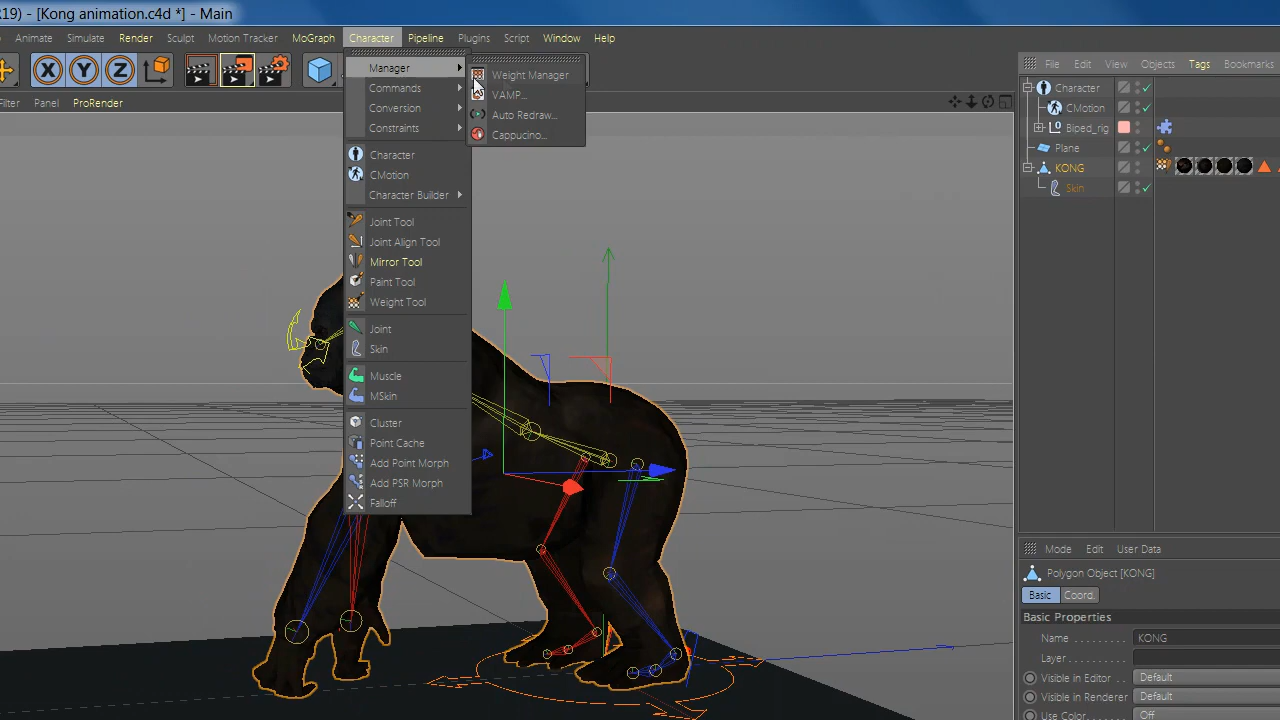 R19) - [Kong animation.c4d *] - Main
Animate Simulate Render Sculpt Motion Tracker MoGraph Character Pipeline Plugins Script Window Help
X Y Z
Filter Panel ProRender
Manager
Commands
Conversion
Constraints
Character
CMotion
Character Builder
Joint Tool
Joint Align Tool
Mirror Tool
Paint Tool
Weight Tool
Joint
Skin
Muscle
MSkin
Cluster
Point Cache
Add Point Morph
Add PSR Morph
Falloff
Weight Manager
VAMP...
Auto Redraw...
Cappucino...
File Edit View Objects Tags Bookmarks
Character
CMotion
Biped_rig
Plane
KONG
Skin
Mode Edit User Data
Polygon Object [KONG]
Basic Coord.
Basic Properties
Name KONG
Layer
Visible in Editor Default
Visible in Renderer Default
Use Color Off